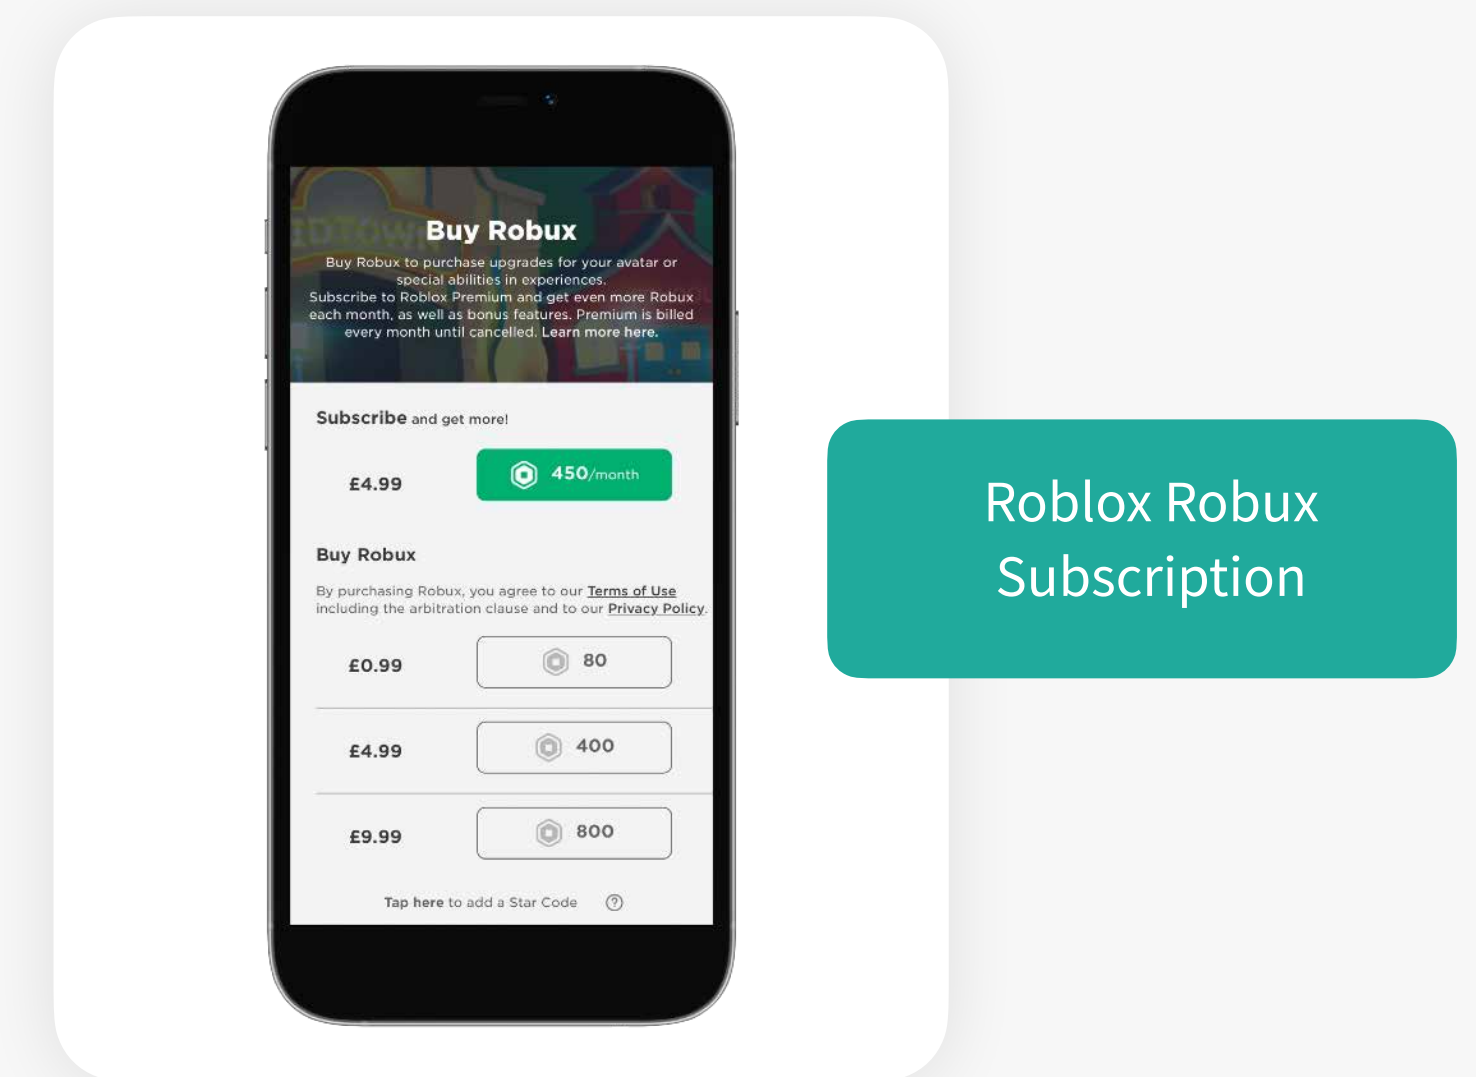 Buy Robux
Buy Robux to purchase upgrades for your avatar or
special abilities in experiences.
Subscribe to Roblox Premium and get even more Robux
each month, as well as bonus features. Premium is billed
every month until cancelled. Learn more here.
Subscribe and get more!
£4.99 450/month
Buy Robux
By purchasing Robux, you agree to our Terms of Use
including the arbitration clause and to our Privacy Policy.
£0.99 80
£4.99 400
£9.99 800
Tap here to add a Star Code ?
Roblox Robux
Subscription